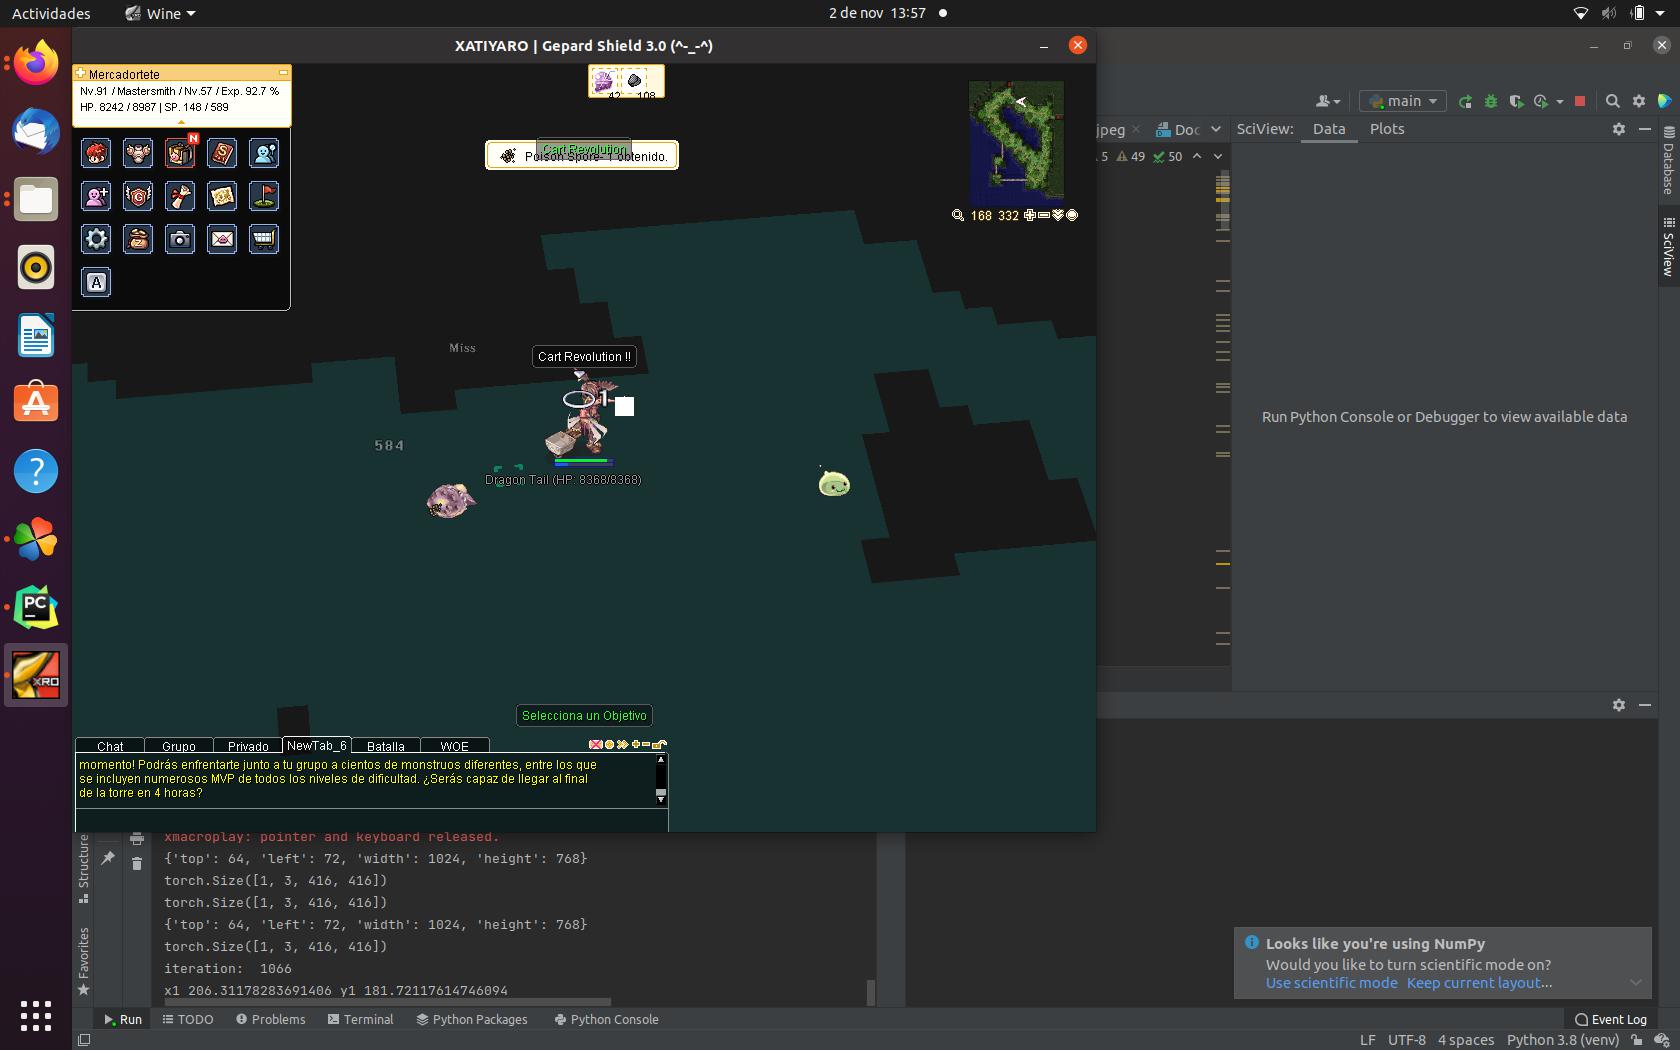 Actividades
Wine
2 de nov 13:57
XATIYARO | Gepard Shield 3.0 (^-_-^)
Mercadortete
Nv.91 / Mastersmith / Nv.57 / Exp. 92.7 %
HP. 8242 / 8987 | SP. 148 / 589
N
A
42 108
Cart Revolution
Poison Spore- 1 obtenido.
168 332
Miss
Cart Revolution !!
584
Dragon Tail (HP: 8368/8368)
Selecciona un Objetivo
Chat Grupo Privado NewTab_6 Batalla WOE
momento! Podrás enfrentarte junto a tu grupo a cientos de monstruos diferentes, entre los que
se incluyen numerosos MVP de todos los niveles de dificultad. ¿Serás capaz de llegar al final
de la torre en 4 horas?
main
jpeg Doc SciView: Data Plots
5 49 50
Database
SciView
Run Python Console or Debugger to view available data
PC
XRO
Structure
Favorites
xmacroplay: pointer and keyboard released.
{'top': 64, 'left': 72, 'width': 1024, 'height': 768}
torch.Size([1, 3, 416, 416])
torch.Size([1, 3, 416, 416])
{'top': 64, 'left': 72, 'width': 1024, 'height': 768}
torch.Size([1, 3, 416, 416])
iteration: 1066
x1 206.31178283691406 y1 181.72117614746094
Looks like you're using NumPy
Would you like to turn scientific mode on?
Use scientific mode Keep current layout...
Run TODO Problems Terminal Python Packages Python Console Event Log
LF UTF-8 4 spaces Python 3.8 (venv)